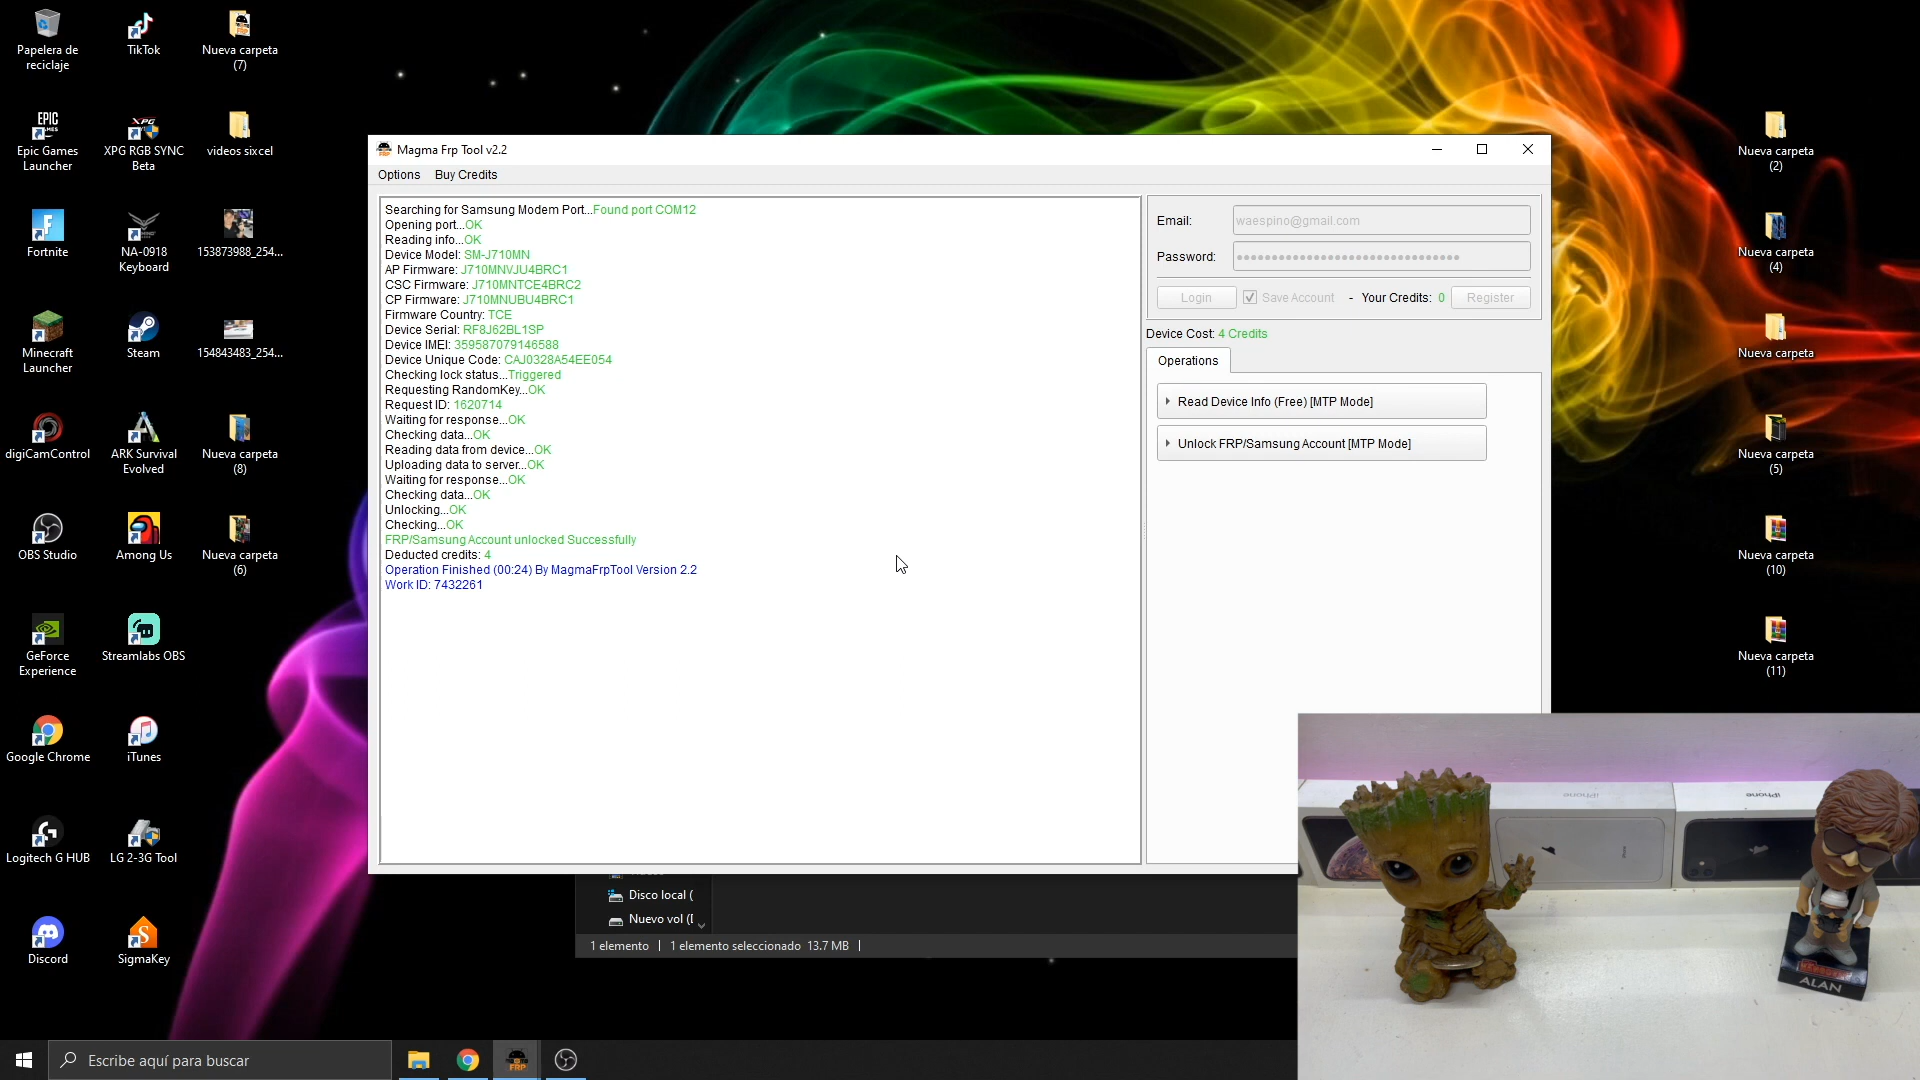 Papelera de
reciclaje
TikTok
Nueva carpeta
(7)
Epic Games
Launcher
XPG RGB SYNC
Beta
videos sixcel
Fortnite
NA-0918
Keyboard
153873988_254...
Minecraft
Launcher
Steam
154843483_254...
digiCamControl
ARK Survival
Evolved
Nueva carpeta
(8)
OBS Studio
Among Us
Nueva carpeta
(6)
GeForce
Experience
Streamlabs OBS
Google Chrome
iTunes
Logitech G HUB
LG 2-3G Tool
Discord
SigmaKey
Magma Frp Tool v2.2
Options
Buy Credits
Searching for Samsung Modem Port...Found port COM12
Opening port...OK
Reading info...OK
Device Model: SM-J710MN
AP Firmware: J710MNVJU4BRC1
CSC Firmware: J710MNTCE4BRC2
CP Firmware: J710MNUBU4BRC1
Firmware Country: TCE
Device Serial: RF8J62BL1SP
Device IMEI: 359587079146588
Device Unique Code: CAJ0328A54EE054
Checking lock status...Triggered
Requesting RandomKey...OK
Request ID: 1620714
Waiting for response...OK
Checking data...OK
Reading data from device...OK
Uploading data to server...OK
Waiting for response...OK
Checking data...OK
Unlocking...OK
Checking...OK
FRP/Samsung Account unlocked Successfully
Deducted credits: 4
Operation Finished (00:24) By MagmaFrpTool Version 2.2
Work ID: 7432261
Email:
waespino@gmail.com
Password:
Login
Save Account
- Your Credits: 0
Register
Device Cost: 4 Credits
Operations
Read Device Info (Free) [MTP Mode]
Unlock FRP/Samsung Account [MTP Mode]
Nueva carpeta
(2)
Nueva carpeta
(4)
Nueva carpeta
Nueva carpeta
(5)
Nueva carpeta
(10)
Nueva carpeta
(11)
Disco local (
Nuevo vol (
1 elemento
1 elemento seleccionado 13.7 MB
iPhone
iPhone
ALAN
Escribe aquí para buscar
FRP